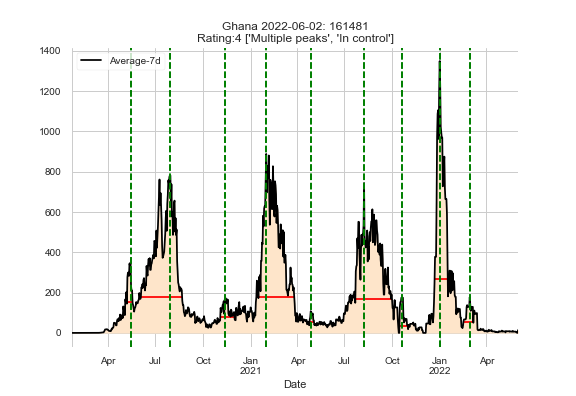 Ghana 2022-06-02: 161481
Rating:4 ['Multiple peaks', 'In control']
Average-7d
1400
1200
1000
800
600
400
200
0
Apr Jul Oct Jan Apr Jul Oct Jan Apr
2021 2022
Date